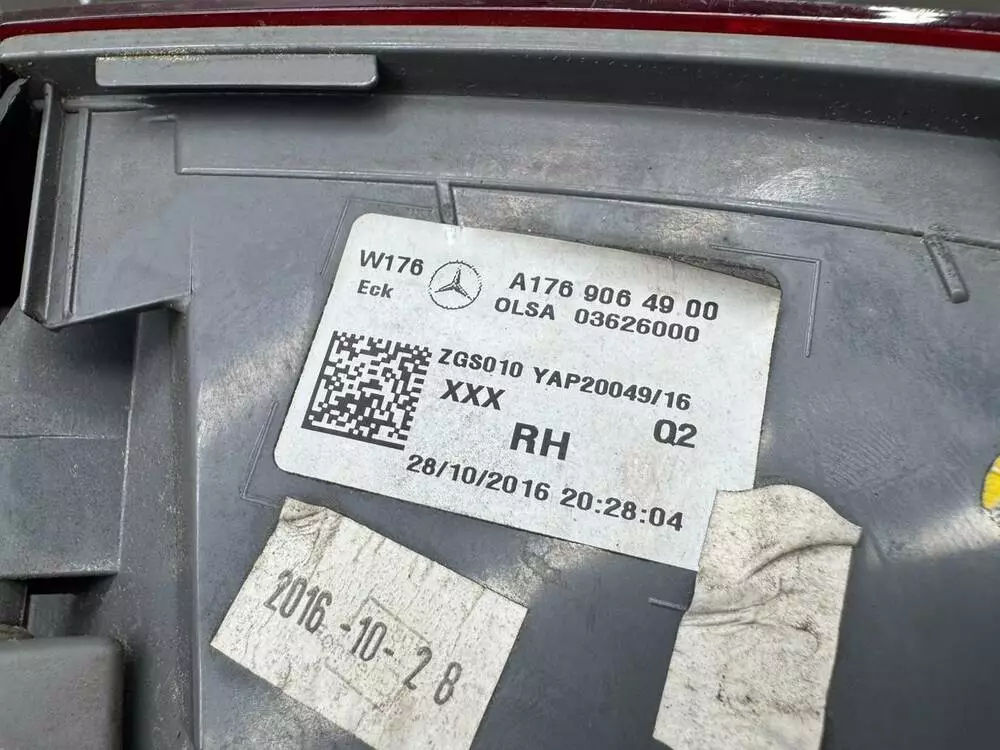 W176 A176 906 49 00
Eck OLSA 03626000
ZGS010 YAP20049/16
XXX
RH Q2
28/10/2016 20:28:04
2016-10-28